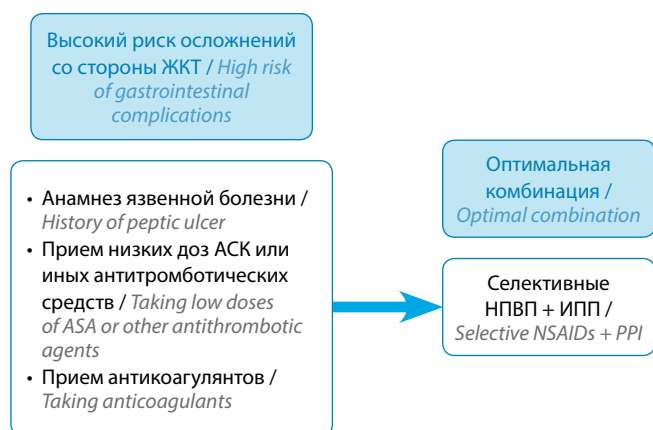 Высокий риск осложнений
со стороны ЖКТ / High risk
of gastrointestinal
complications
• Анамнез язвенной болезни /
History of peptic ulcer
• Прием низких доз АСК или
иных антитромботических
средств / Taking low doses
of ASA or other antithrombotic
agents
• Прием антикоагулянтов /
Taking anticoagulants
Оптимальная
комбинация /
Optimal combination
Селективные
НПВП + ИПП /
Selective NSAIDs + PPI